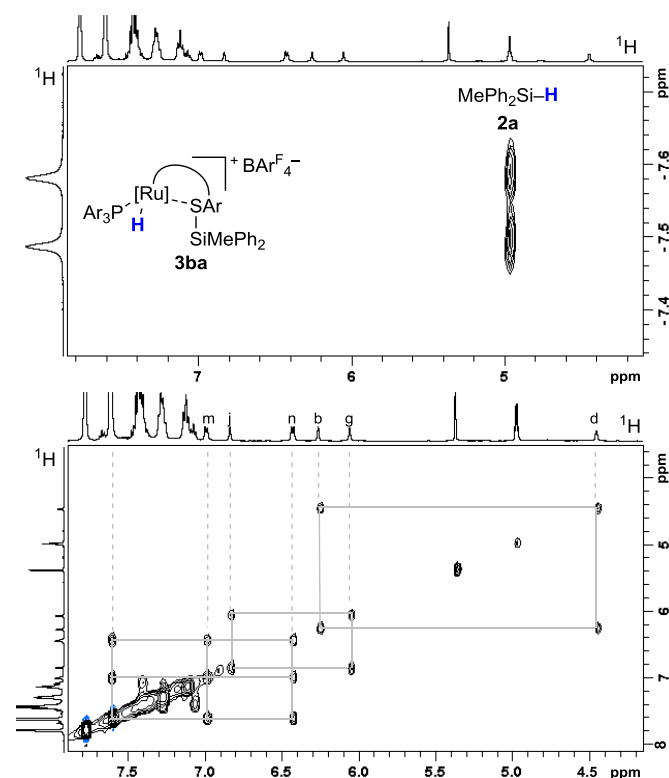 ¹H
¹H
ppm
MePh₂Si–H
2a
- 7.6
- 7.5
- 7.4
+ BArF₄−
[Ru]
Ar₃P
H
SAr
SiMePh₂
3ba
7
6
5
ppm
m
i
n
b
g
d
¹H
¹H
ppm
5
6
7
8
7.5
7.0
6.5
6.0
5.5
5.0
4.5
ppm